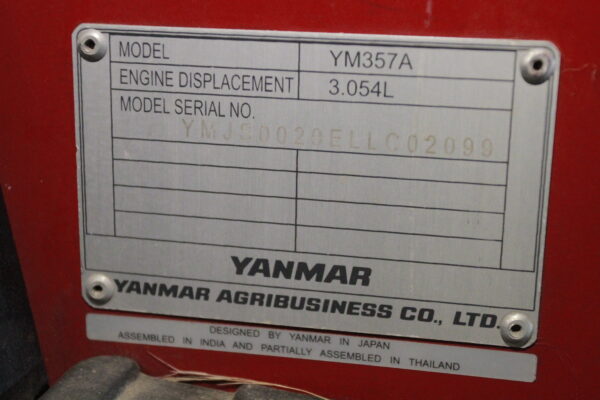 MODEL YM357A
ENGINE DISPLACEMENT 3.054L
MODEL SERIAL NO.
YANMAR
YANMAR AGRIBUSINESS CO., LTD.
DESIGNED BY YANMAR IN JAPAN
ASSEMBLED IN INDIA AND PARTIALLY ASSEMBLED IN THAILAND